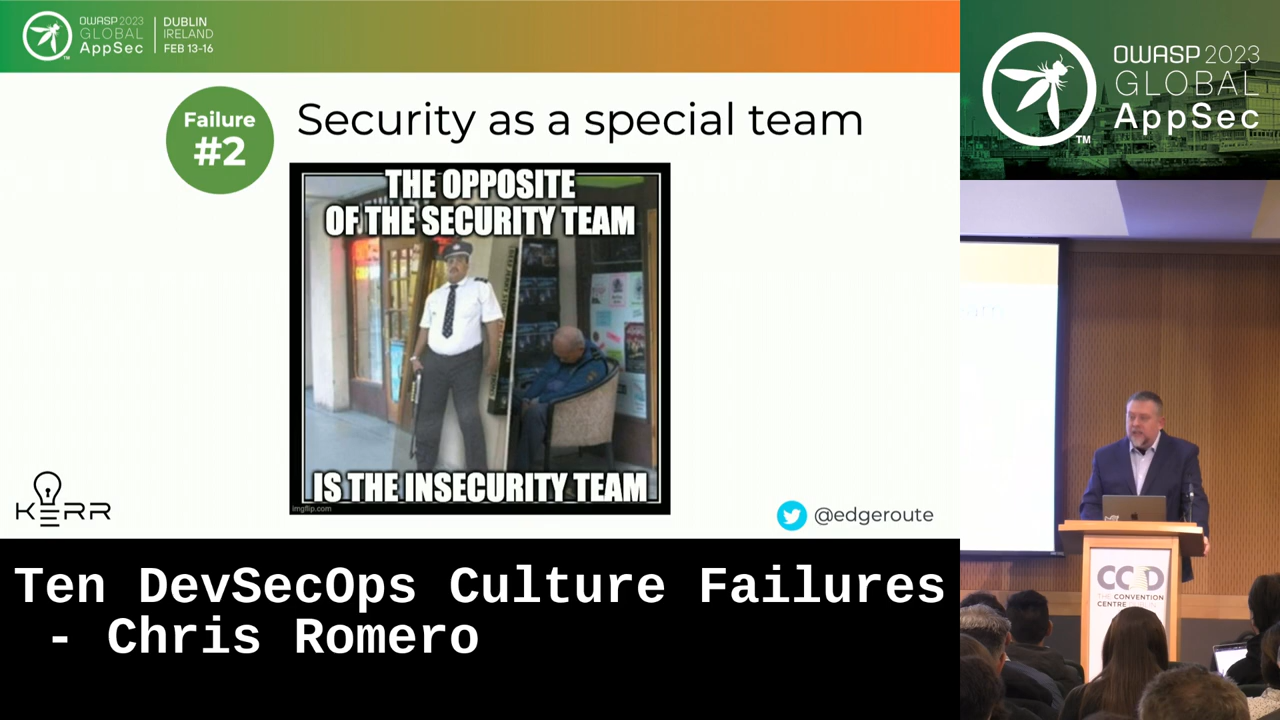 OWASP 2023
GLOBAL
AppSec
TM
DUBLIN
IRELAND
FEB 13-16
Failure
#2
Security as a special team
THE OPPOSITE
OF THE SECURITY TEAM
IS THE INSECURITY TEAM
imgflip.com
KERR
@edgeroute
Ten DevSecOps Culture Failures
- Chris Romero
OWASP 2023
GLOBAL
AppSec
TM
THE CONVENTION
CENTRE